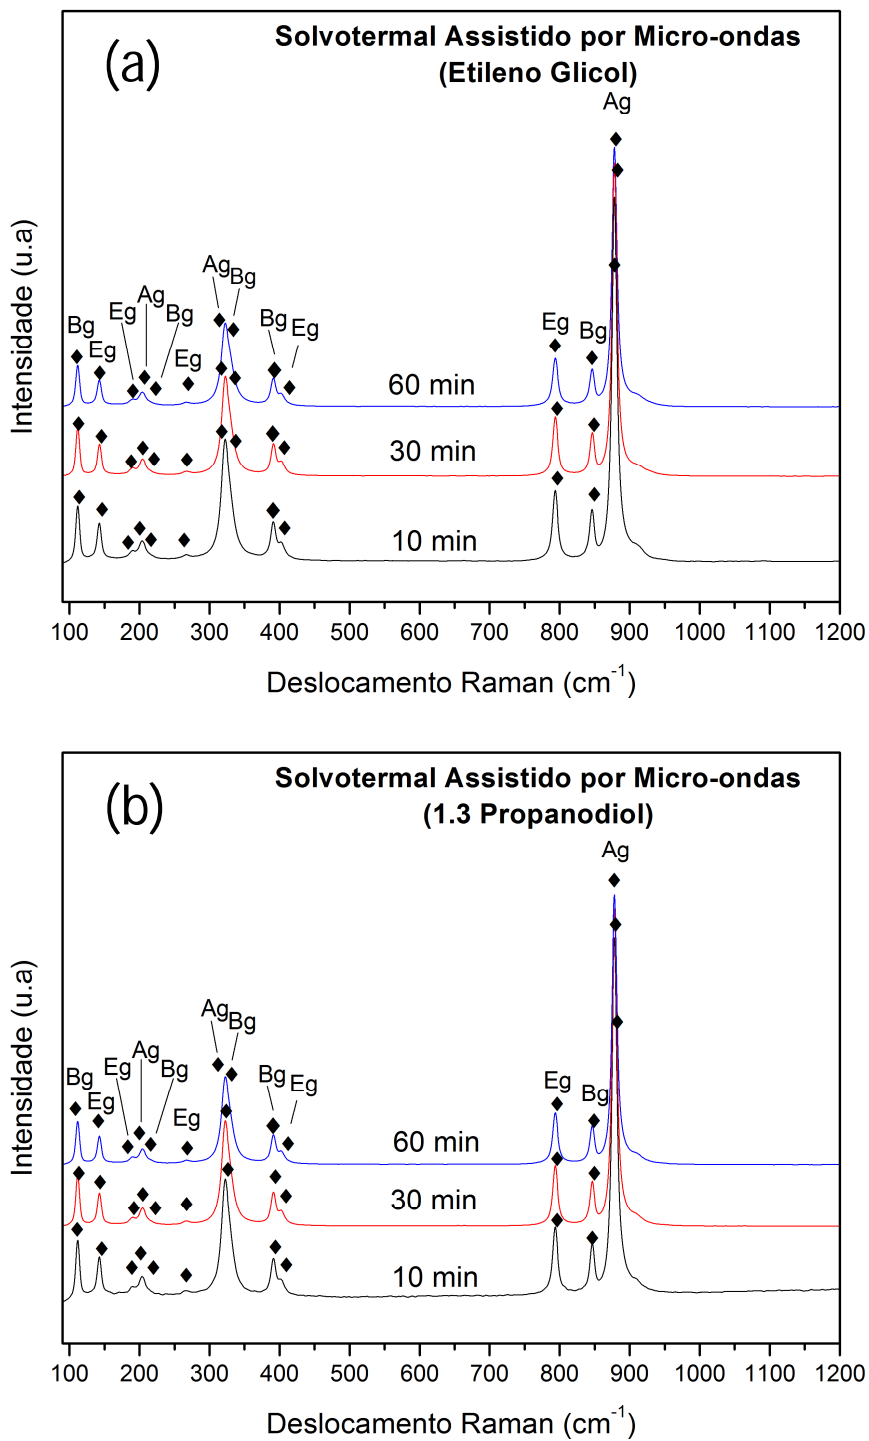 (a)
Solvotermal Assistido por Micro-ondas
(Etileno Glicol)
Ag
Ag
Bg
Ag
Eg
Bg
Bg
Eg
Bg
Eg
Eg
Eg
Bg
60 min
30 min
10 min
Intensidade (u.a)
100 200 300 400 500 600 700 800 900 1000 1100 1200
Deslocamento Raman (cm⁻¹)
(b)
Solvotermal Assistido por Micro-ondas
(1.3 Propanodiol)
Ag
Ag
Bg
Ag
Eg
Bg
Bg
Eg
Bg
Eg
Eg
Eg
Bg
60 min
30 min
10 min
Intensidade (u.a)
100 200 300 400 500 600 700 800 900 1000 1100 1200
Deslocamento Raman (cm⁻¹)